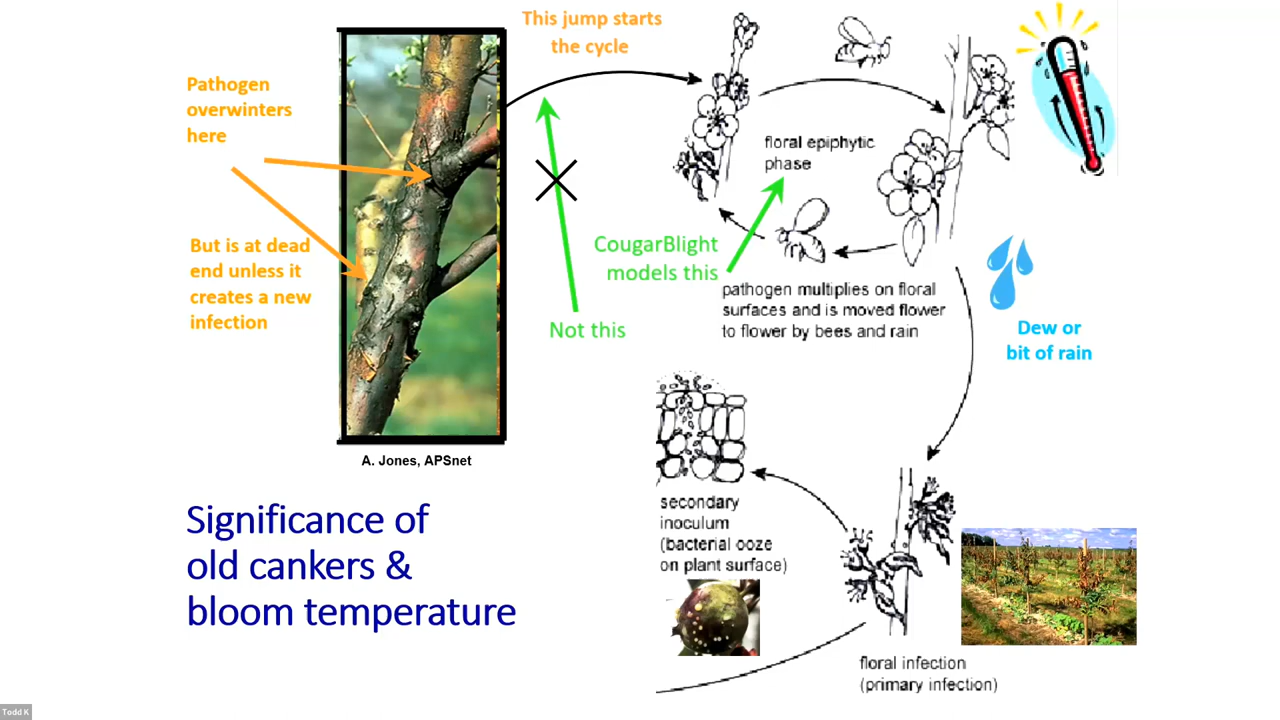 This jump starts
the cycle
Pathogen
overwinters
here
But is at dead
end unless it
creates a new
infection
floral epiphytic
phase
CougarBlight
models this
Not this
pathogen multiplies on floral
surfaces and is moved flower
to flower by bees and rain
Dew or
bit of rain
A. Jones, APSnet
Significance of
old cankers &
bloom temperature
secondary
inoculum
(bacterial ooze
on plant surface)
floral infection
(primary infection)
Todd K